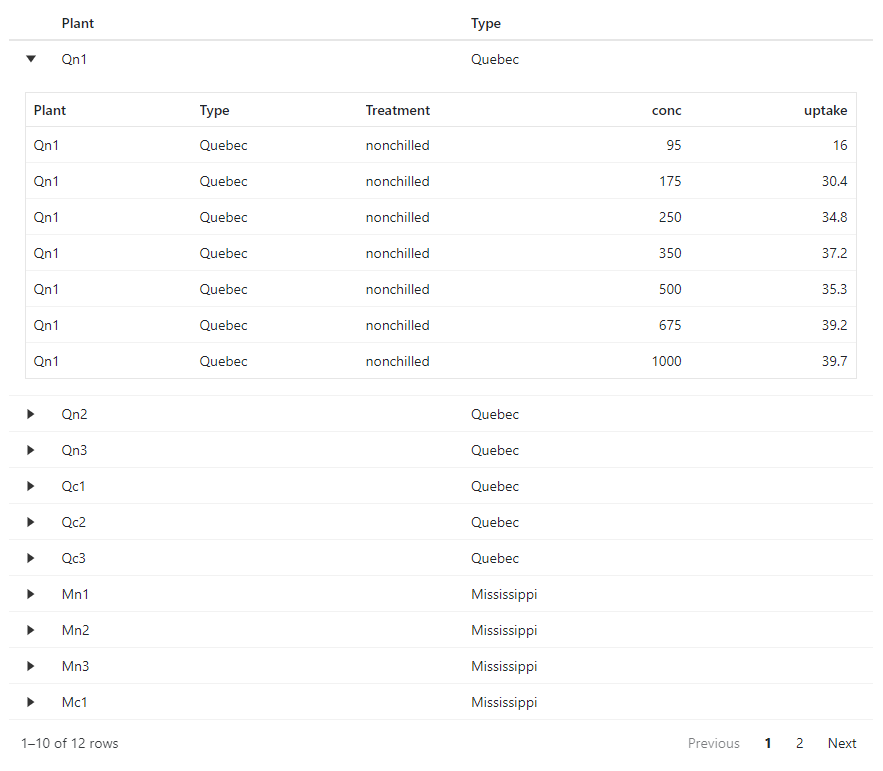 Plant Type
Qn1 Quebec
Plant Type Treatment conc uptake
Qn1 Quebec nonchilled 95 16
Qn1 Quebec nonchilled 175 30.4
Qn1 Quebec nonchilled 250 34.8
Qn1 Quebec nonchilled 350 37.2
Qn1 Quebec nonchilled 500 35.3
Qn1 Quebec nonchilled 675 39.2
Qn1 Quebec nonchilled 1000 39.7
Qn2 Quebec
Qn3 Quebec
Qc1 Quebec
Qc2 Quebec
Qc3 Quebec
Mn1 Mississippi
Mn2 Mississippi
Mn3 Mississippi
Mc1 Mississippi
1–10 of 12 rows Previous 1 2 Next